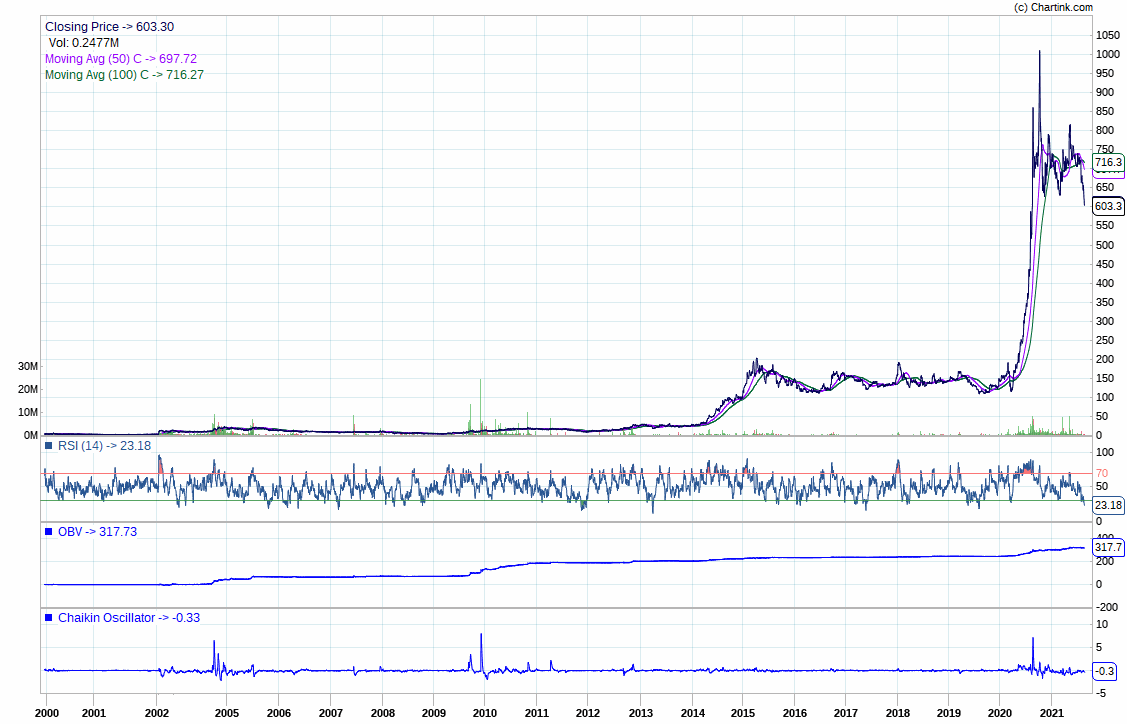 (c) Chartink.com
Closing Price -> 603.30
Vol: 0.2477M
Moving Avg (50) C -> 697.72
Moving Avg (100) C -> 716.27
1050
1000
950
900
850
800
750
716.3
650
603.3
550
500
450
400
350
300
250
200
150
100
50
0
30M
20M
10M
0M
RSI (14) -> 23.18
100
70
50
23.18
0
OBV -> 317.73
400
317.7
200
0
-200
Chaikin Oscillator -> -0.33
10
5
-0.3
-5
2000 2001 2002 2005 2006 2007 2008 2009 2010 2011 2012 2013 2014 2015 2016 2017 2018 2019 2020 2021